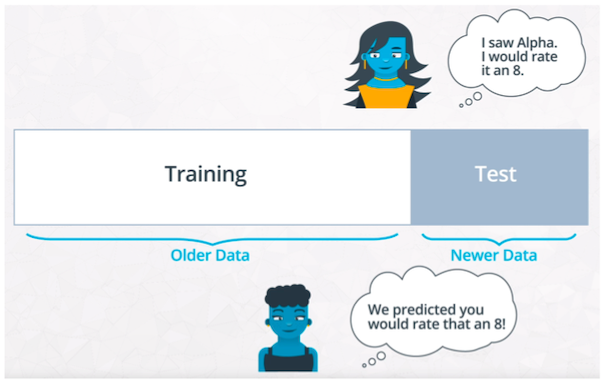 I saw Alpha.
I would rate
it an 8.
Training
Test
Older Data
Newer Data
We predicted you
would rate that an 8!